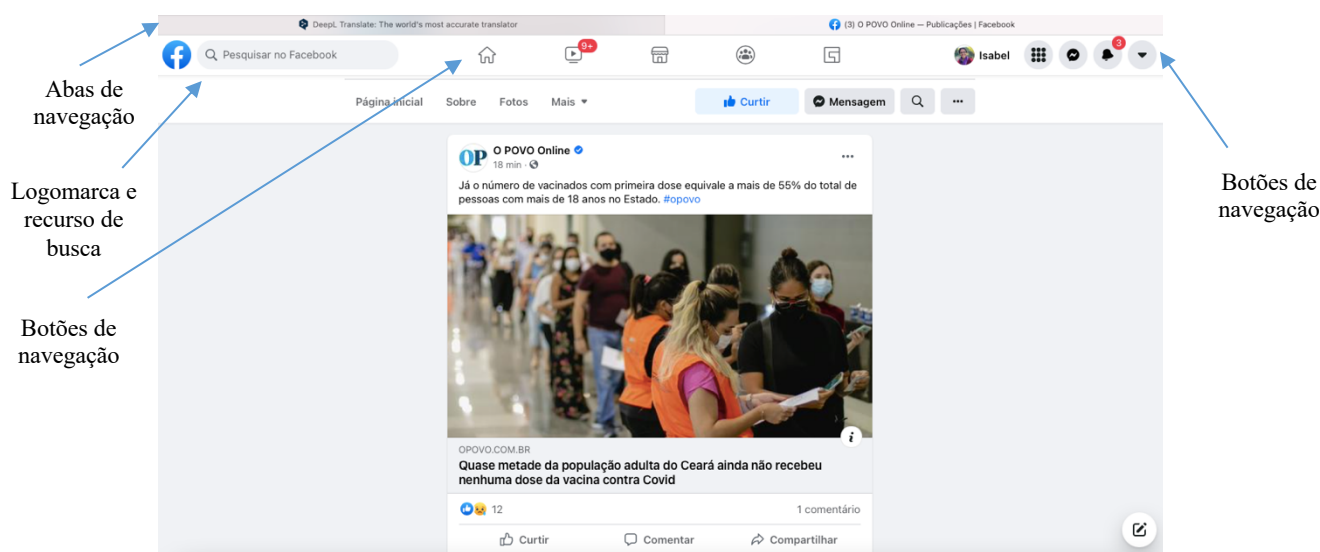 DeepL Translate: The world's most accurate translator
(3) O POVO Online — Publicações | Facebook
Pesquisar no Facebook
9+
Isabel
3
Abas de
navegação
Página inicial Sobre Fotos Mais
Curtir
Mensagem
OP O POVO Online
18 min
Já o número de vacinados com primeira dose equivale a mais de 55% do total de
pessoas com mais de 18 anos no Estado. #opovo
Logomarca e
recurso de
busca
Botões de
navegação
Botões de
navegação
OPOVO.COM.BR
Quase metade da população adulta do Ceará ainda não recebeu
nenhuma dose da vacina contra Covid
12
1 comentário
Curtir
Comentar
Compartilhar